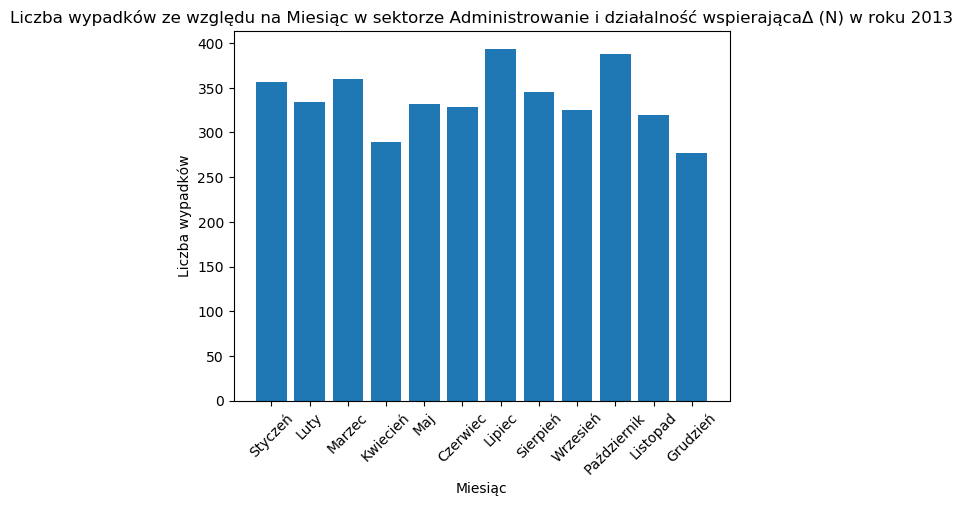 Liczba wypadków ze względu na Miesiąc w sektorze Administrowanie i działalność wspierającaΔ (N) w roku 2013
400
350
300
250
200
150
100
50
0
Liczba wypadków
Styczeń
Luty
Marzec
Kwiecień
Maj
Czerwiec
Lipiec
Sierpień
Wrzesień
Październik
Listopad
Grudzień
Miesiąc